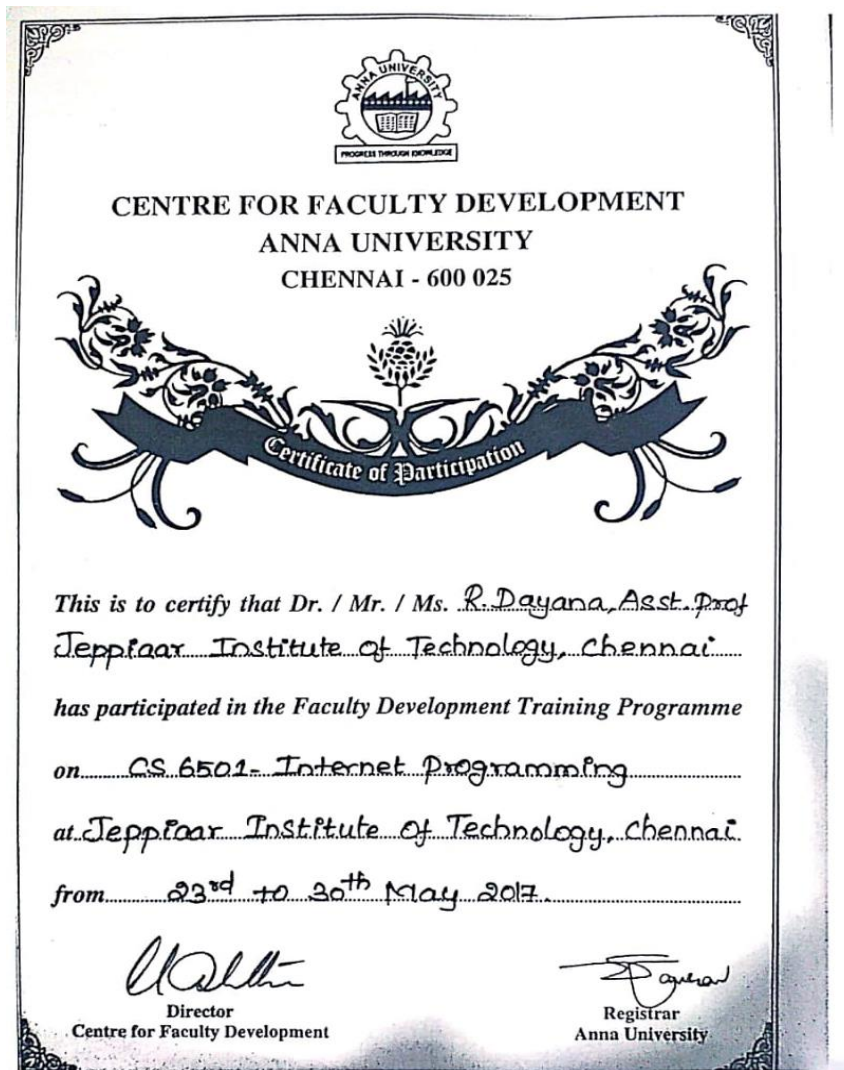 ANNA UNIVERSITY
PROGRESS THROUGH KNOWLEDGE
CENTRE FOR FACULTY DEVELOPMENT
ANNA UNIVERSITY
CHENNAI - 600 025
Certificate of Participation
This is to certify that Dr. / Mr. / Ms. R. Dayana, Asst. Prof
Jeppiaar Institute of Technology, Chennai
has participated in the Faculty Development Training Programme
on CS 6501- Internet Programming
at Jeppiaar Institute of Technology, Chennai.
from 23rd to 30th May 2017.
Director
Registrar
Centre for Faculty Development
Anna University